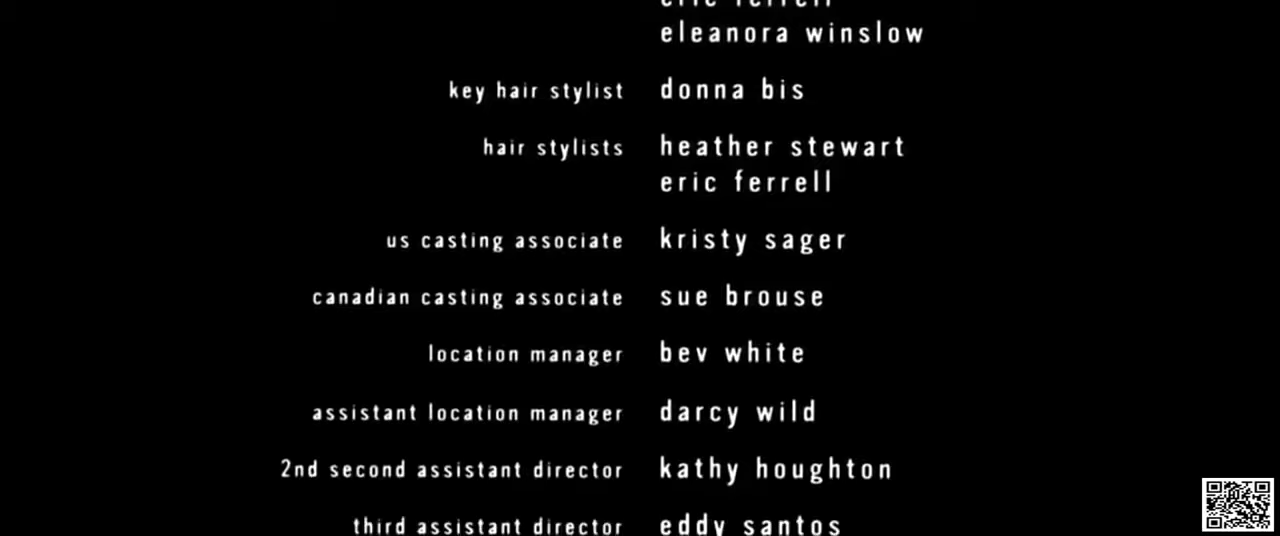 eric ferrell
eleanora winslow
key hair stylist donna bis
hair stylists heather stewart
eric ferrell
us casting associate kristy sager
canadian casting associate sue brouse
location manager bev white
assistant location manager darcy wild
2nd second assistant director kathy houghton
third assistant director eddy santos